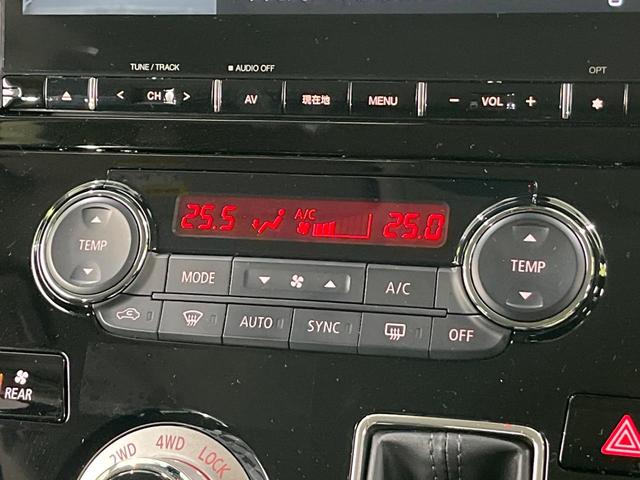 TUNE / TRACK
■ AUDIO OFF
OPT
< CH >
AV
現在地
MENU
− VOL +
25.5
A/C
25.0
TEMP
TEMP
MODE
A/C
AUTO
SYNC
OFF
REAR
2WD
4WD
LOCK